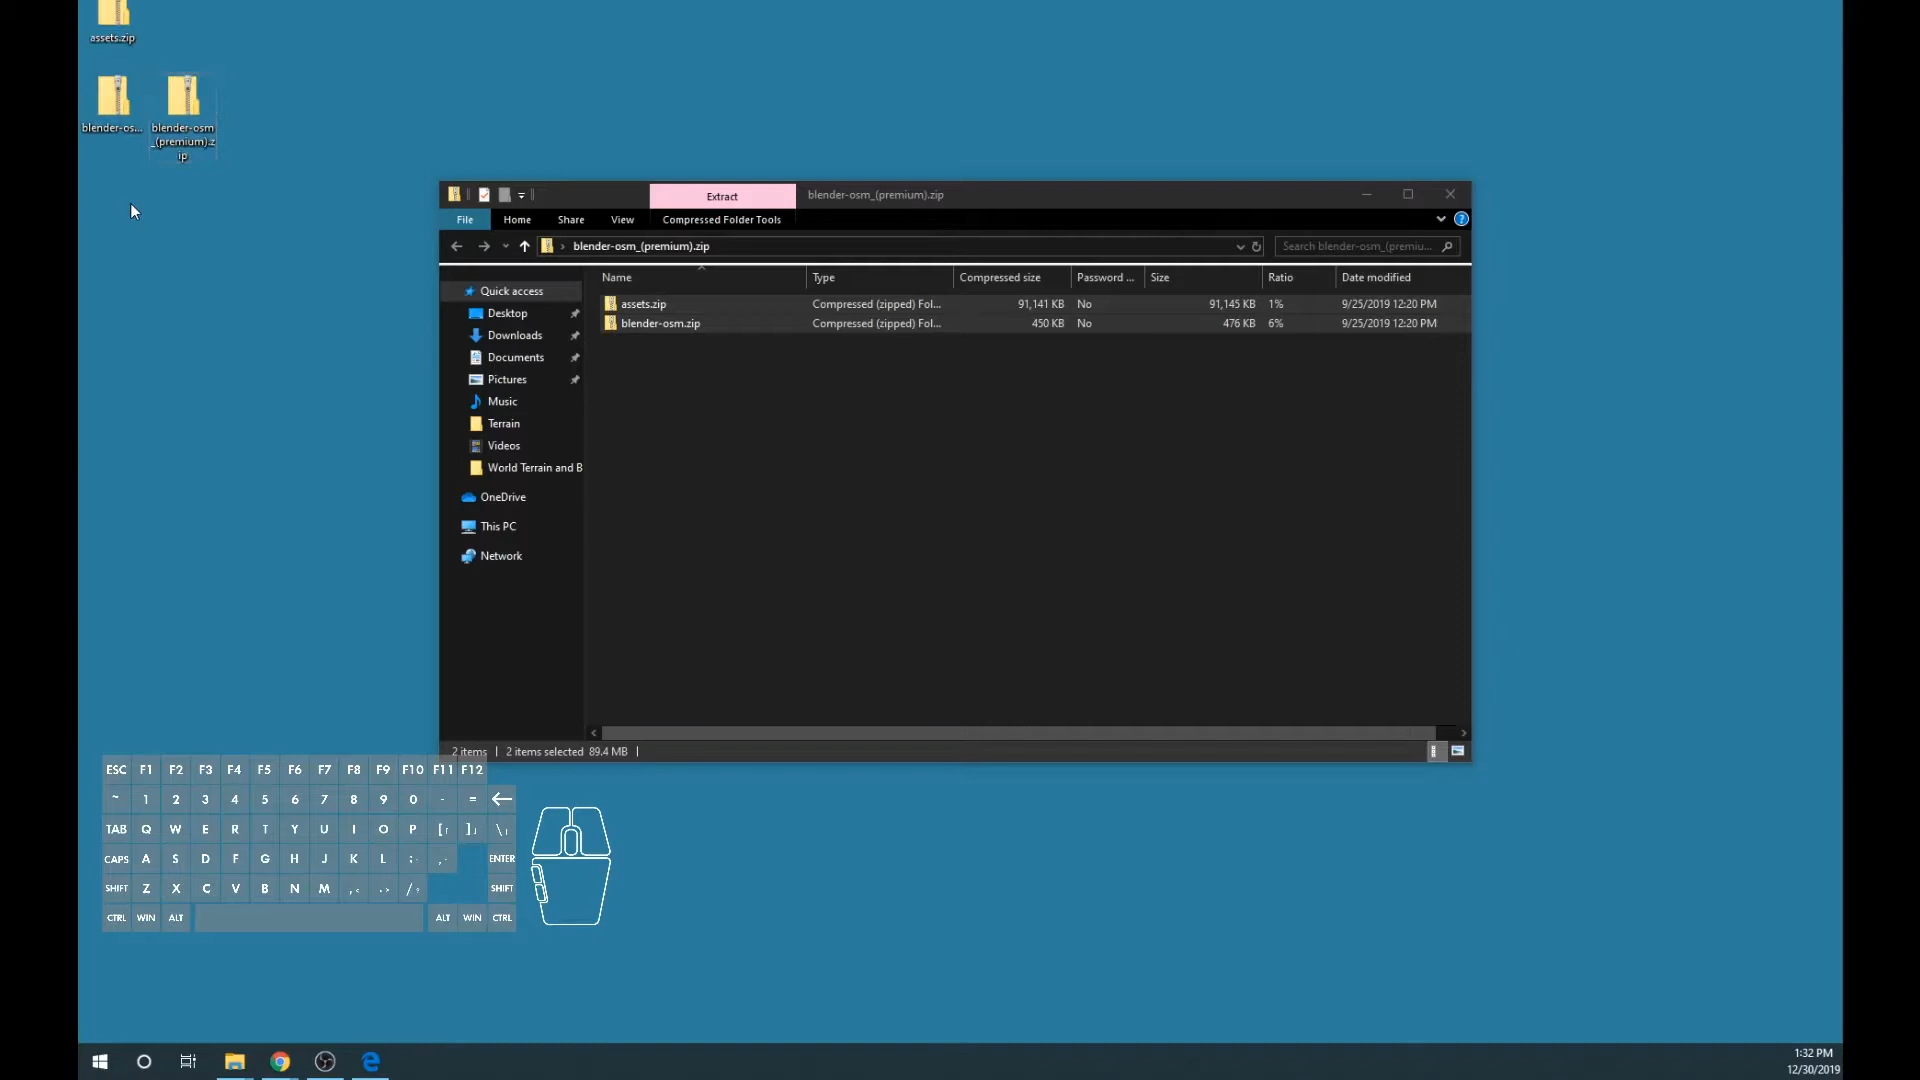 assets.zip
blender-os...
blender-osm
_(premium).z
ip
Extract
blender-osm_(premium).zip
File Home Share View Compressed Folder Tools
?
blender-osm_(premium).zip
Search blender-osm_(premiu...
Name Type Compressed size Password ... Size Ratio Date modified
Quick access
Desktop
Downloads
Documents
Pictures
Music
Terrain
Videos
World Terrain and B
OneDrive
This PC
Network
assets.zip Compressed (zipped) Fol... 91,141 KB No 91,145 KB 1% 9/25/2019 12:20 PM
blender-osm.zip Compressed (zipped) Fol... 450 KB No 476 KB 6% 9/25/2019 12:20 PM
2 items 2 items selected 89.4 MB
ESC F1 F2 F3 F4 F5 F6 F7 F8 F9 F10 F11 F12
~ 1 2 3 4 5 6 7 8 9 0 - =
TAB Q W E R T Y U I O P [ ] \
CAPS A S D F G H J K L ; ENTER
SHIFT Z X C V B N M , . / SHIFT
CTRL WIN ALT ALT WIN CTRL
1:32 PM
12/30/2019